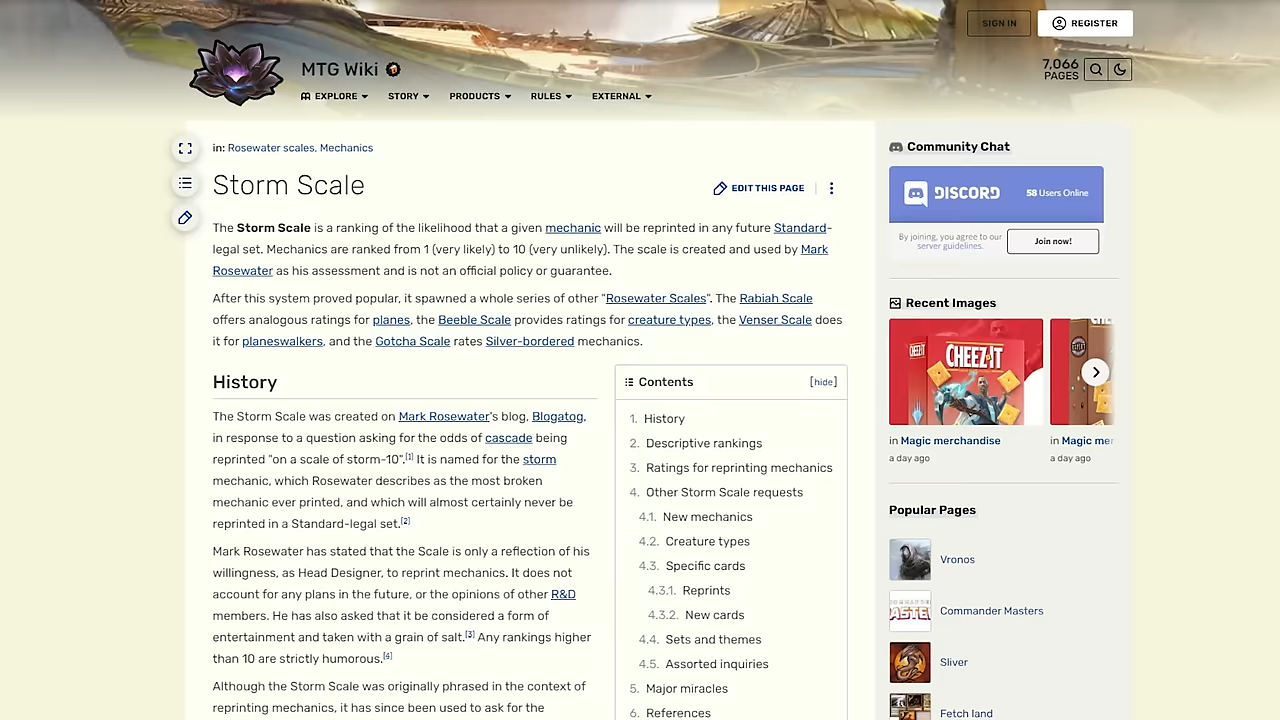 SIGN IN
REGISTER
MTG Wiki
7,066
PAGES
EXPLORE
STORY
PRODUCTS
RULES
EXTERNAL
in: Rosewater scales, Mechanics
Storm Scale
EDIT THIS PAGE
The Storm Scale is a ranking of the likelihood that a given mechanic will be reprinted in any future Standard-
legal. Mechanics are ranked from 1 (very likely) to 10 (very unlikely). The scale is created and used by Mark
Rosewater as his assessment and is not an official policy or guarantee.
After this system proved popular, it spawned a whole series of other "Rosewater Scales". The Rabiah Scale
offers analogous ratings for planes, the Beeble Scale provides ratings for creature types, the Venser Scale does
it for planeswalkers, and the Gotcha Scale rates Silver-bordered mechanics.
History
The Storm Scale was created on Mark Rosewater's blog, Blogatog,
in response to a question asking for the odds of cascade being
reprinted "on a scale of storm-10".[1] It is named for the storm
mechanic, which Rosewater describes as the most broken
mechanic ever printed, and which will almost certainly never be
reprinted in a Standard-legal set.[2]
Mark Rosewater has stated that the Scale is only a reflection of his
willingness, as Head Designer, to reprint mechanics. It does not
account for any plans in the future, or the opinions of other R&D
members. He has also asked that it be considered a form of
entertainment and taken with a grain of salt.[3] Any rankings higher
than 10 are strictly humorous.[4]
Although the Storm Scale was originally phrased in the context of
reprinting mechanics, it has since been used to ask for the
Contents [hide]
1. History
2. Descriptive rankings
3. Ratings for reprinting mechanics
4. Other Storm Scale requests
4.1. New mechanics
4.2. Creature types
4.3. Specific cards
4.3.1. Reprints
4.3.2. New cards
4.4. Sets and themes
4.5. Assorted inquiries
5. Major miracles
6. References
Community Chat
DISCORD
58 Users Online
By joining, you agree to our
server guidelines.
Join now!
Recent Images
CHEEZ-IT
in Magic merchandise
a day ago
in Magic mer
a day ago
Popular Pages
Vronos
Commander Masters
Sliver
Fetch land